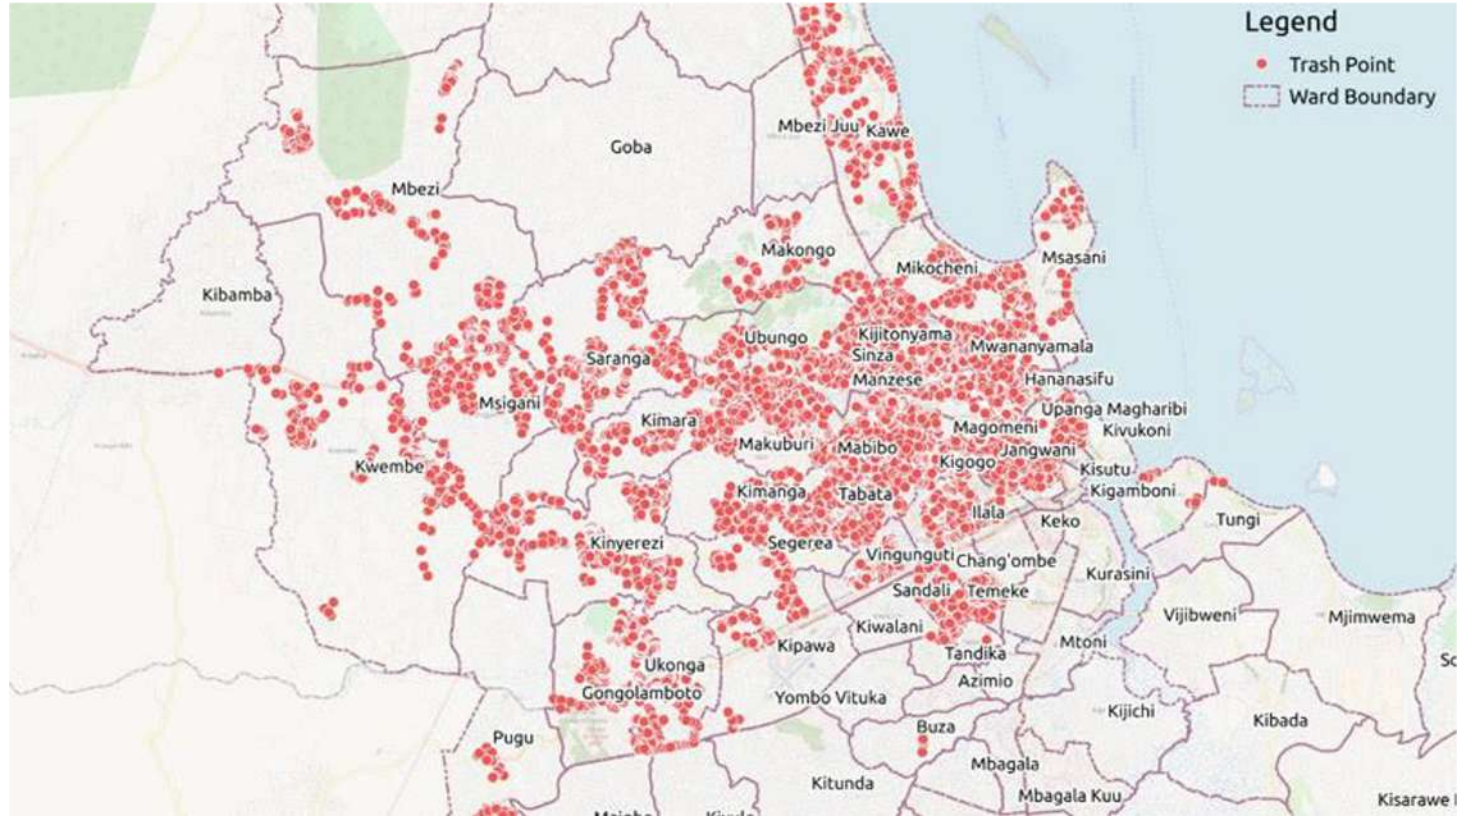 Legend
Trash Point
Ward Boundary
Mbezi Juu
Kawe
Goba
Mbezi
Makongo
Mikocheni
Msasani
Kibamba
Ubungo
Kijitonyama
Mwananyamala
Sinza
Saranga
Manzese
Hananasifu
Msigani
Upanga Magharibi
Kimara
Magomeni
Kivukoni
Makuburi
Mabibo
Jangwani
Kwembe
Kigogo
Kisutu
Kimanga
Tabata
Kigamboni
Ilala
Keko
Tungi
Kinyerezi
Segerea
Vingunguti
Chang'ombe
Kurasini
Sandali
Temeke
Vijibweni
Mjimwema
Kiwalani
Kipawa
Mtoni
Tandika
Ukonga
Azimio
Gongolamboto
Yombo Vituka
Kijichi
Kibada
Buza
Pugu
Mbagala
Kitunda
Mbagala Kuu